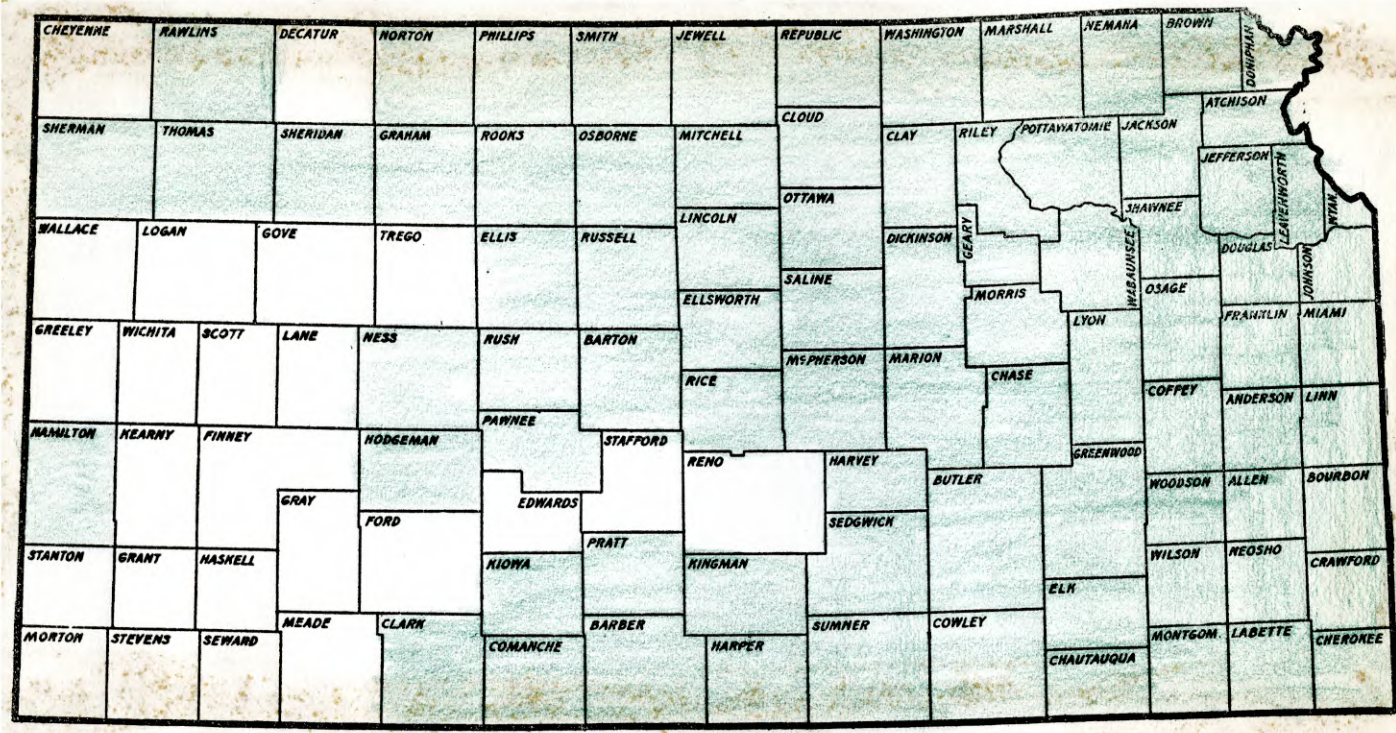 CHEYENNE RAWLINS DECATUR NORTON PHILLIPS SMITH JEWELL REPUBLIC WASHINGTON MARSHALL NEMAHA BROWN DONIPHAN
ATCHISON
SHERMAN THOMAS SHERIDAN GRAHAM ROOKS OSBORNE MITCHELL CLOUD CLAY RILEY POTTAWATOMIE JACKSON
JEFFERSON LEAVENWORTH
OTTAWA SHAWNEE
LINCOLN
WALLACE LOGAN GOVE TREGO ELLIS RUSSELL DICKINSON GEARY WABAUNSEE DOUGLAS JOHNSON
SALINE
ELLSWORTH MORRIS OSAGE
GREELEY WICHITA SCOTT LANE NESS RUSH BARTON LYON FRANKLIN MIAMI
McPHERSON MARION
RICE CHASE
COFFEY ANDERSON LINN
PAWNEE
HAMILTON KEARNY FINNEY HODGEMAN STAFFORD
RENO HARVEY GREENWOOD
BUTLER WOODSON ALLEN BOURBON
GRAY EDWARDS
FORD SEDGWICK
PRATT
STANTON GRANT HASKELL KIOWA KINGMAN WILSON NEOSHO CRAWFORD
ELK
MEADE CLARK BARBER SUMNER COWLEY
MORTON STEVENS SEWARD COMANCHE HARPER MONTGOM. LABETTE CHEROKEE
CHAUTAUQUA